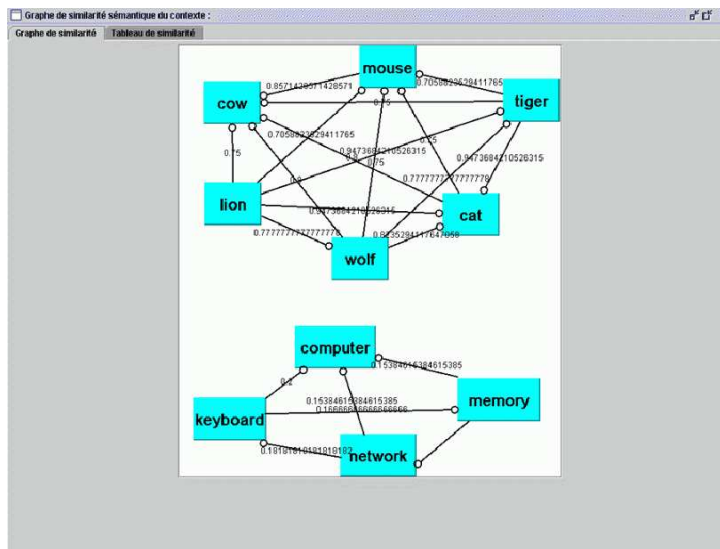 Graphe de similarité sémantique du contexte :
Graphe de similarité
Tableau de similarité
mouse
0.8571428571428571
0.7058823529411765
cow
0.75
tiger
0.7058823529411765
0.75
0.9473684210526315
0.9473684210526315
0.75
0.75
0.8
0.7777777777777778
lion
0.9473684210526315
cat
0.7777777777777778
wolf
computer
0.15384615384615385
0.2
0.15384615384615385
memory
0.16666666666666666
keyboard
0.18181818181818182
network